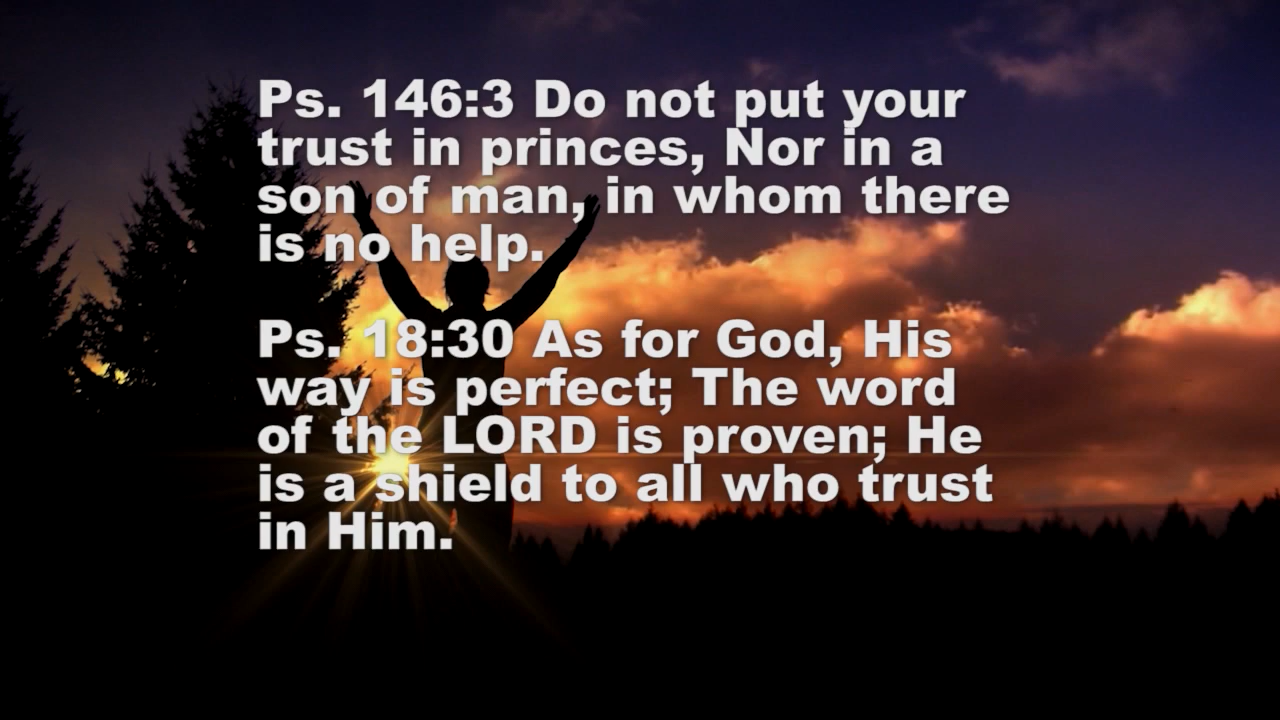 Ps. 146:3 Do not put your
trust in princes, Nor in a
son of man, in whom there
is no help.
Ps. 18:30 As for God, His
way is perfect; The word
of the LORD is proven; He
is a shield to all who trust
in Him.